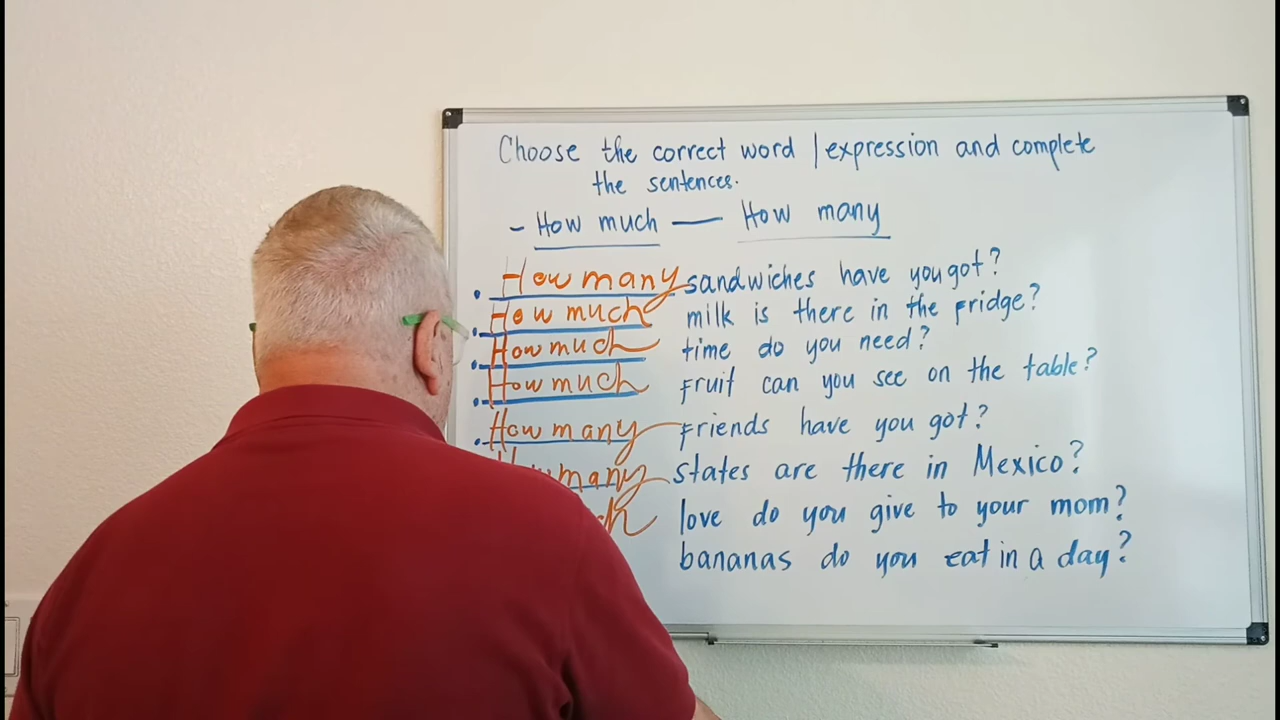 Choose the correct word / expression and complete
the sentences.
- How much — How many
. How many sandwiches have you got?
. How much milk is there in the fridge?
. How much time do you need?
. How much fruit can you see on the table?
. How many friends have you got?
many states are there in Mexico?
love do you give to your mom?
bananas do you eat in a day?